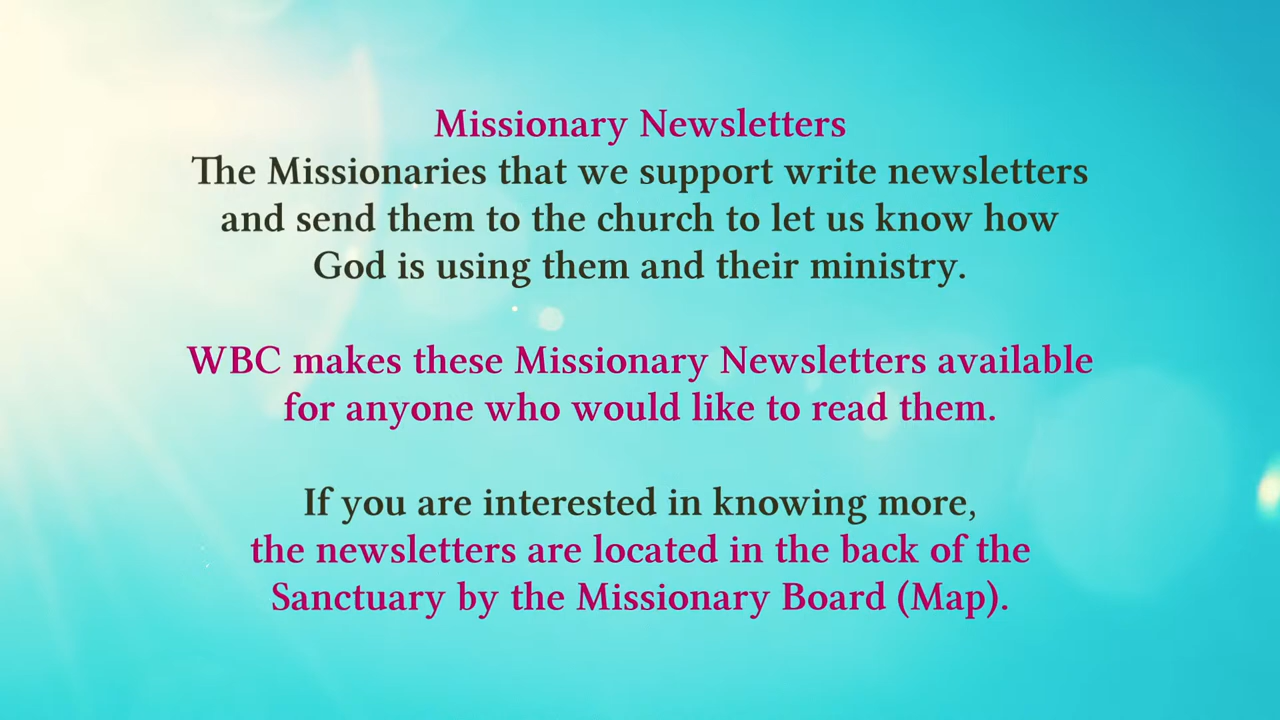 Missionary Newsletters
The Missionaries that we support write newsletters
and send them to the church to let us know how
God is using them and their ministry.
WBC makes these Missionary Newsletters available
for anyone who would like to read them.
If you are interested in knowing more,
the newsletters are located in the back of the
Sanctuary by the Missionary Board (Map).